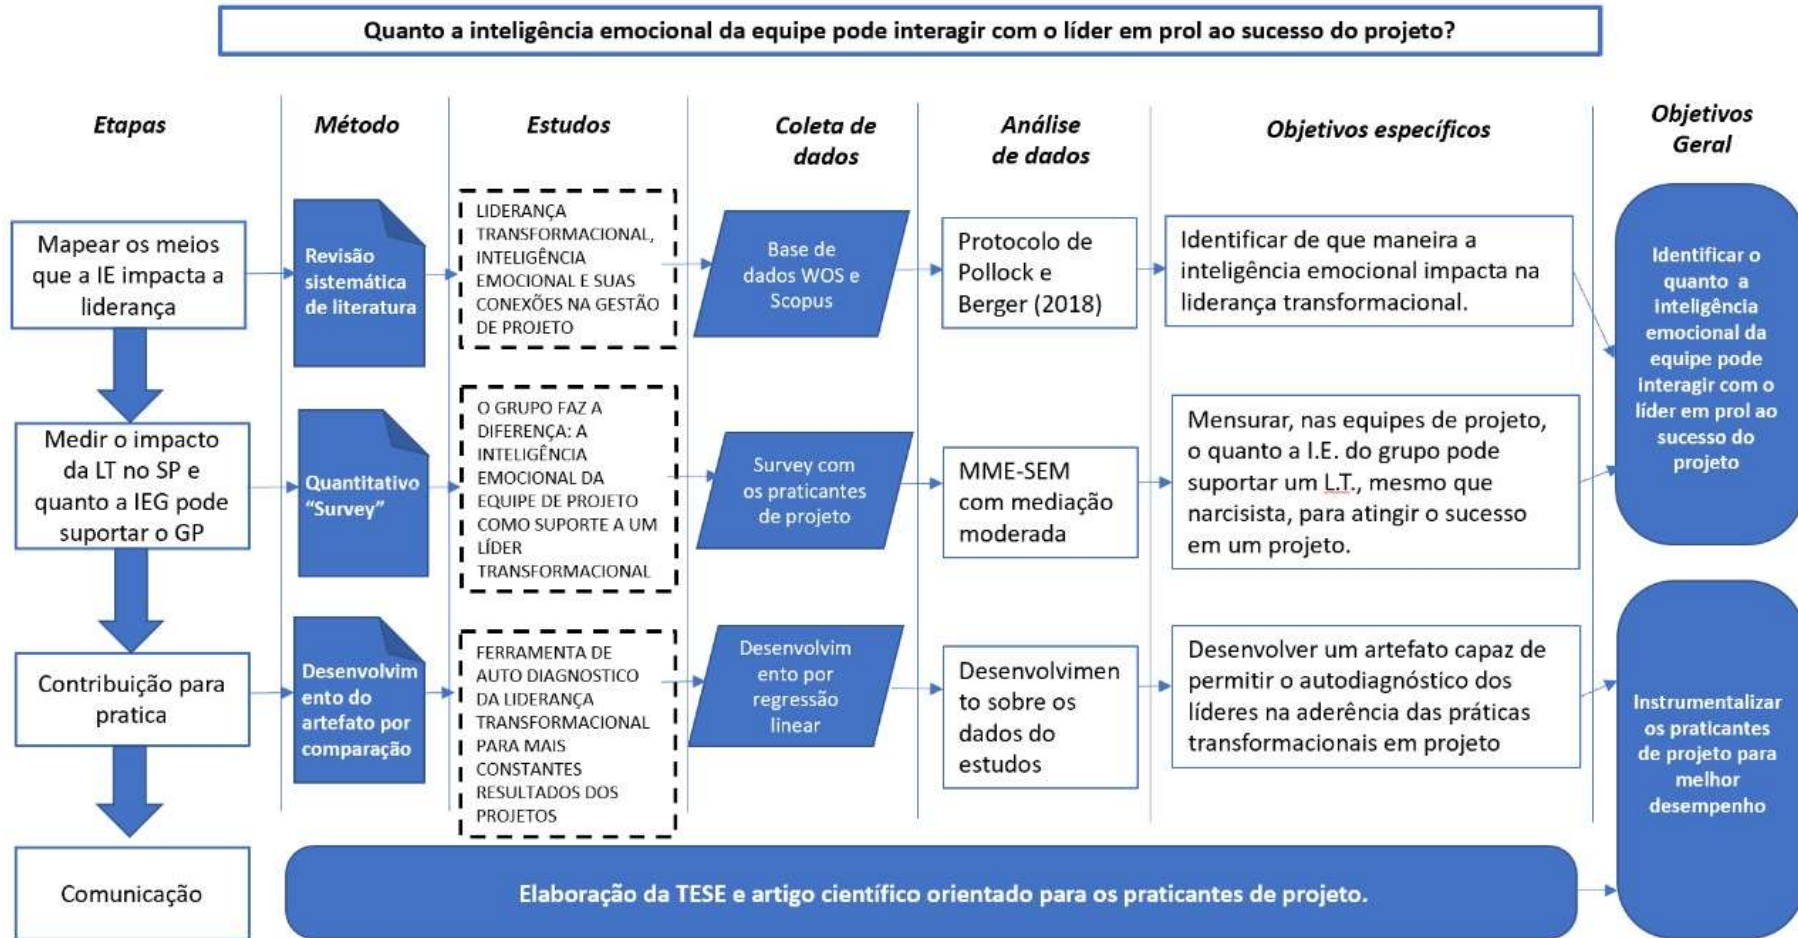 Quanto a inteligência emocional da equipe pode interagir com o líder em prol ao sucesso do projeto?
Etapas
Método
Estudos
Coleta de
dados
Análise
de dados
Objetivos específicos
Objetivos
Geral
Mapear os meios
que a IE impacta a
liderança
Revisão
sistemática
de literatura
LIDERANÇA
TRANSFORMACIONAL,
INTELIGÊNCIA
EMOCIONAL E SUAS
CONEXÕES NA GESTÃO
DE PROJETO
Base de
dados WOS e
Scopus
Protocolo de
Pollock e
Berger (2018)
Identificar de que maneira a
inteligência emocional impacta na
liderança transformacional.
Identificar o
quanto a
inteligência
emocional da
equipe pode
interagir com o
líder em prol ao
sucesso do
projeto
Medir o impacto
da LT no SP e
quanto a IEG pode
suportar o GP
Quantitativo
“Survey”
O GRUPO FAZ A
DIFERENÇA: A
INTELIGÊNCIA
EMOCIONAL DA
EQUIPE DE PROJETO
COMO SUPORTE A UM
LÍDER
TRANSFORMACIONAL
Survey com
os praticantes
de projeto
MME-SEM
com mediação
moderada
Mensurar, nas equipes de projeto,
o quanto a I.E. do grupo pode
suportar um L.T., mesmo que
narcisista, para atingir o sucesso
em um projeto.
Contribuição para
pratica
Desenvolvim
ento do
artefato por
comparação
FERRAMENTA DE
AUTO DIAGNOSTICO
DA LIDERANÇA
TRANSFORMACIONAL
PARA MAIS
CONSTANTES
RESULTADOS DOS
PROJETOS
Desenvolvim
ento por
regressão
linear
Desenvolvimen
to sobre os
dados do
estudos
Desenvolver um artefato capaz de
permitir o autodiagnóstico dos
líderes na aderência das práticas
transformacionais em projeto
Instrumentalizar
os praticantes
de projeto para
melhor
desempenho
Comunicação
Elaboração da TESE e artigo científico orientado para os praticantes de projeto.